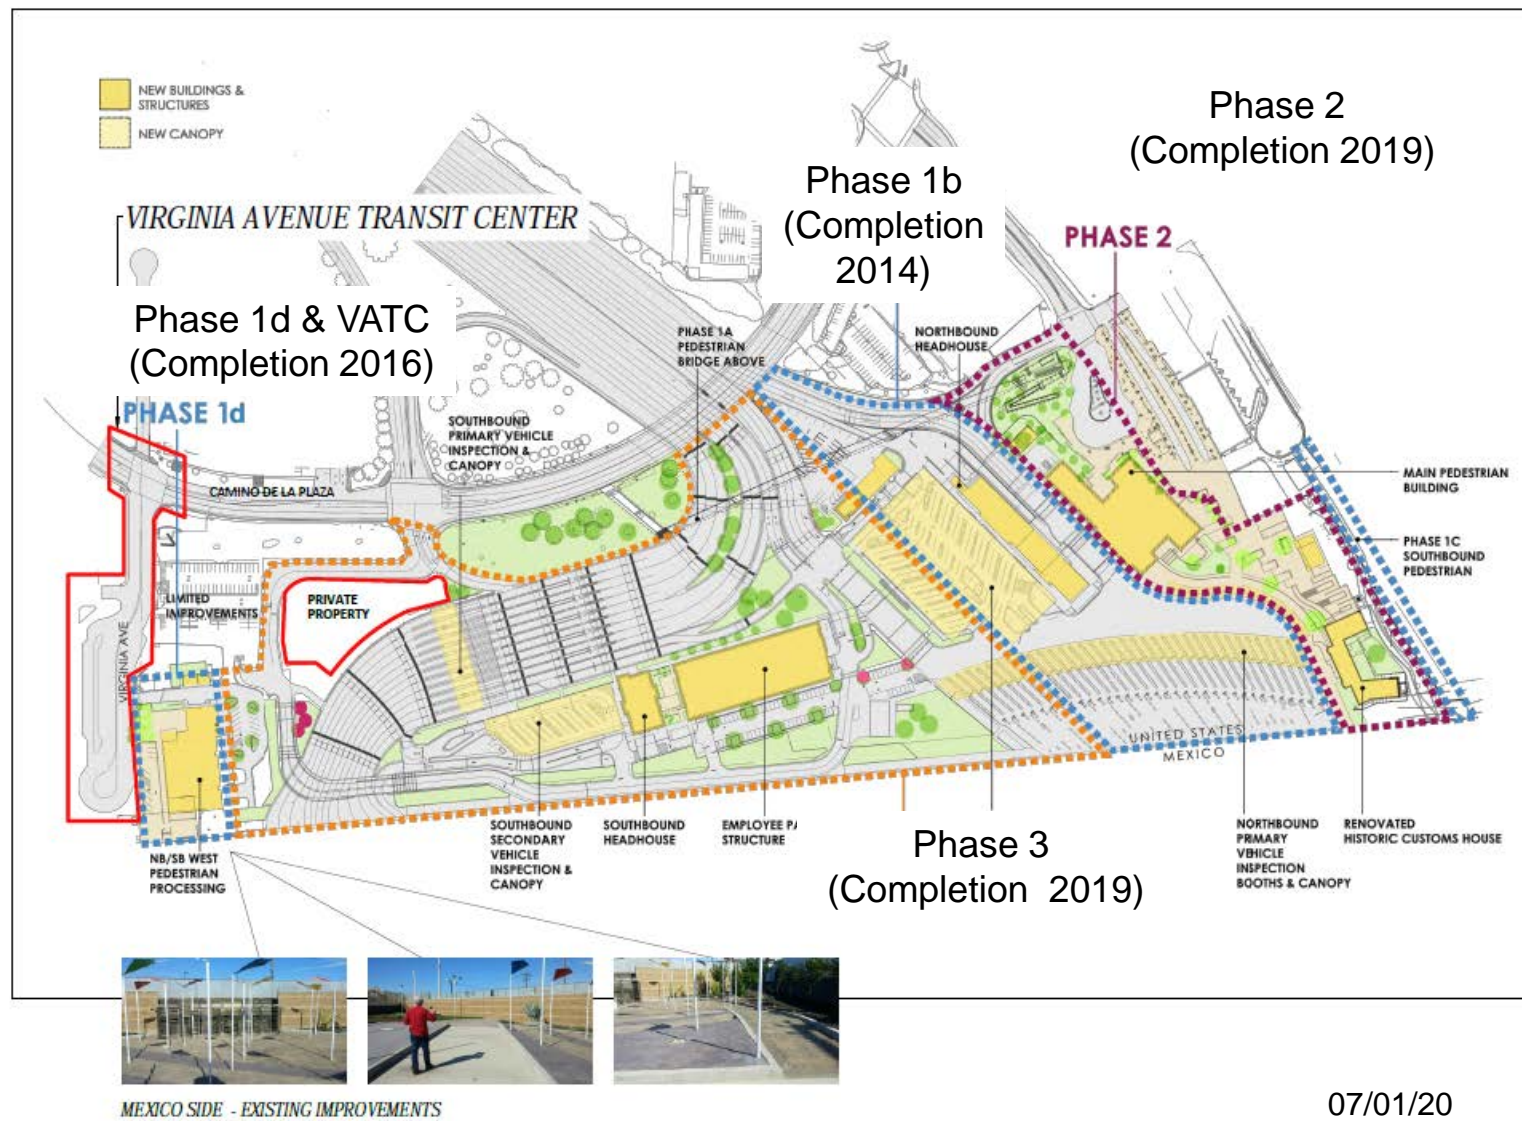 NEW BUILDINGS &
STRUCTURES
NEW CANOPY
Phase 2
(Completion 2019)
VIRGINIA AVENUE TRANSIT CENTER
Phase 1b
(Completion
2014)
PHASE 2
Phase 1d & VATC
(Completion 2016)
PHASE 1A
PEDESTRIAN
BRIDGE ABOVE
NORTHBOUND
HEADHOUSE
PHASE 1d
SOUTHBOUND
PRIMARY VEHICLE
INSPECTION &
CANOPY
MAIN PEDESTRIAN
BUILDING
CAMINO DE LA PLAZA
PHASE 1C
SOUTHBOUND
PEDESTRIAN
LIMITED
IMPROVEMENTS
PRIVATE
PROPERTY
VIRGINIA AVE
UNITED STATES
MEXICO
NB/SB WEST
PEDESTRIAN
PROCESSING
SOUTHBOUND
SECONDARY
VEHICLE
INSPECTION &
CANOPY
SOUTHBOUND
HEADHOUSE
EMPLOYEE PA
STRUCTURE
Phase 3
(Completion 2019)
NORTHBOUND
PRIMARY
VEHICLE
INSPECTION
BOOTHS & CANOPY
RENOVATED
HISTORIC CUSTOMS HOUSE
MEXICO SIDE - EXISTING IMPROVEMENTS
07/01/20